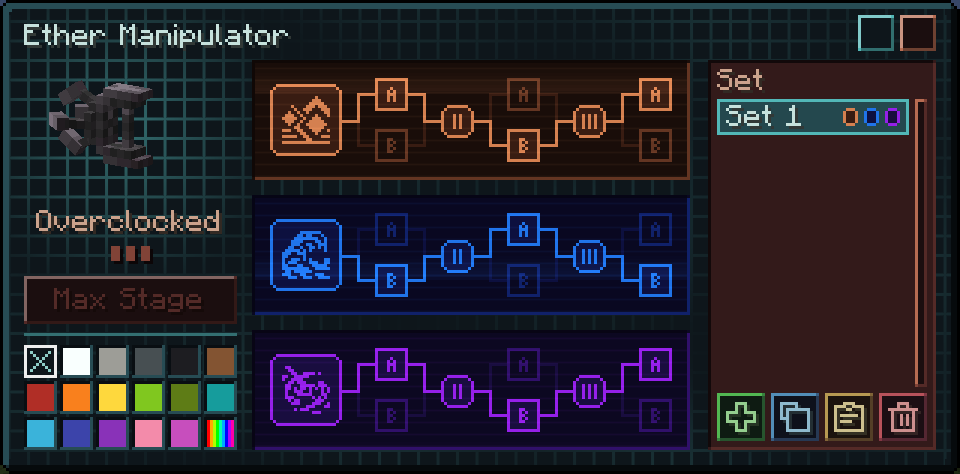 Ether Manipulator
Overclocked
Max Stage
A A A
II III
B B B
A A A
II III
B B B
A A A
II III
B B B
Set
Set 1